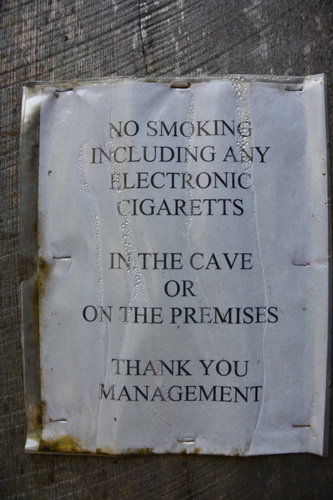 NO SMOKING
INCLUDING ANY
ELECTRONIC
CIGARETTS
IN THE CAVE
OR
ON THE PREMISES
THANK YOU
MANAGEMENT